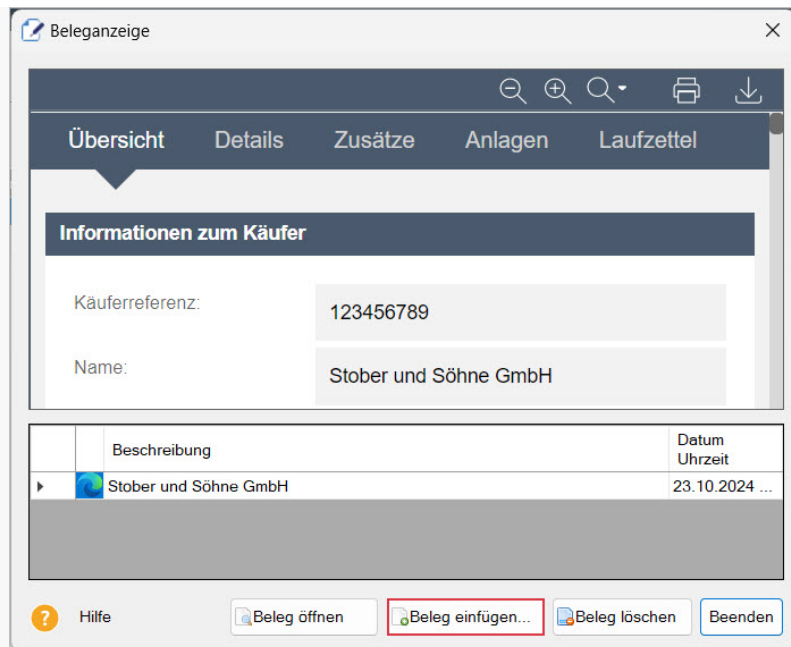 Beleganzeige
Übersicht Details Zusätze Anlagen Laufzettel
Informationen zum Käufer
Käuferreferenz: 123456789
Name: Stober und Söhne GmbH
Beschreibung Datum Uhrzeit
Stober und Söhne GmbH 23.10.2024 ...
? Hilfe Beleg öffnen Beleg einfügen... Beleg löschen Beenden